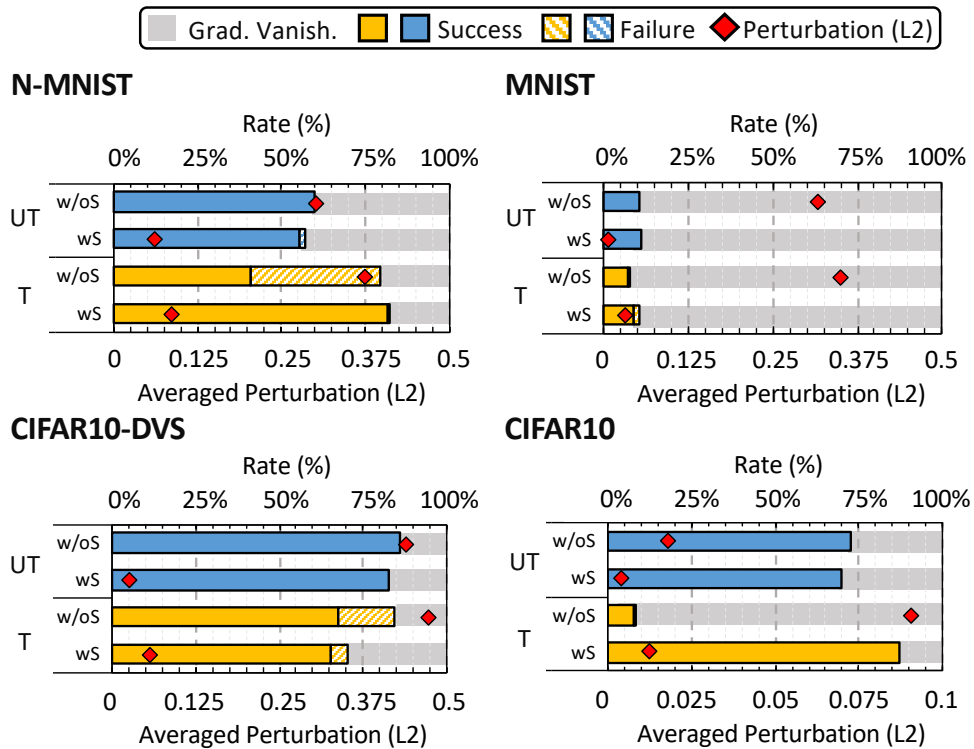 Grad. Vanish. Success Failure Perturbation (L2)
N-MNIST
Rate (%)
0% 25% 50% 75% 100%
UT
w/oS
wS
T
w/oS
wS
0 0.125 0.25 0.375 0.5
Averaged Perturbation (L2)
MNIST
Rate (%)
0% 25% 50% 75% 100%
UT
w/oS
wS
T
w/oS
wS
0 0.125 0.25 0.375 0.5
Averaged Perturbation (L2)
CIFAR10-DVS
Rate (%)
0% 25% 50% 75% 100%
UT
w/oS
wS
T
w/oS
wS
0 0.125 0.25 0.375 0.5
Averaged Perturbation (L2)
CIFAR10
Rate (%)
0% 25% 50% 75% 100%
UT
w/oS
wS
T
w/oS
wS
0 0.025 0.05 0.075 0.1
Averaged Perturbation (L2)